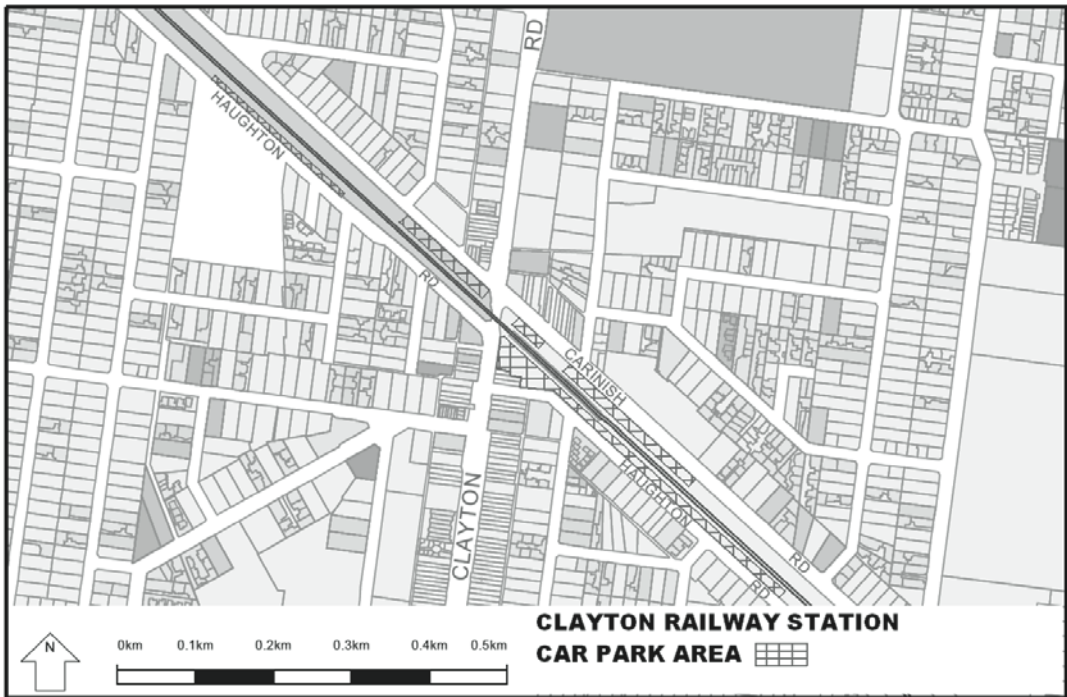 RD
HAUGHTON
RD
CARINISH
HAUGHTON
CLAYTON
RD
RD
N
0km 0.1km 0.2km 0.3km 0.4km 0.5km
CLAYTON RAILWAY STATION
CAR PARK AREA